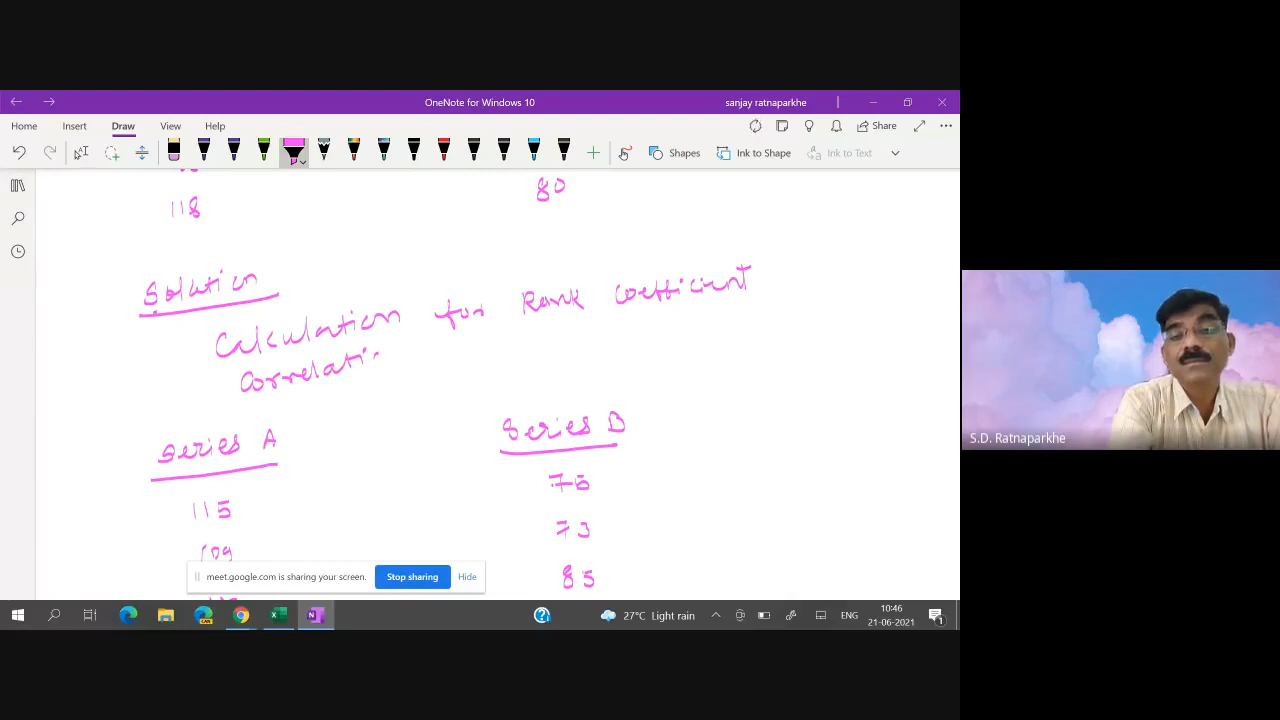 OneNote for Windows 10
sanjay ratnaparkhe
Home Insert Draw View Help
Share
Shapes
Ink to Shape
Ink to Text
80
118
Solution
Calculation for Rank Coefficient
Correlati
Series A Series B
115 75
109 73
85
meet.google.com is sharing your screen. Stop sharing Hide
S.D. Ratnaparkhe
27°C Light rain
ENG
10:46
21-06-2021